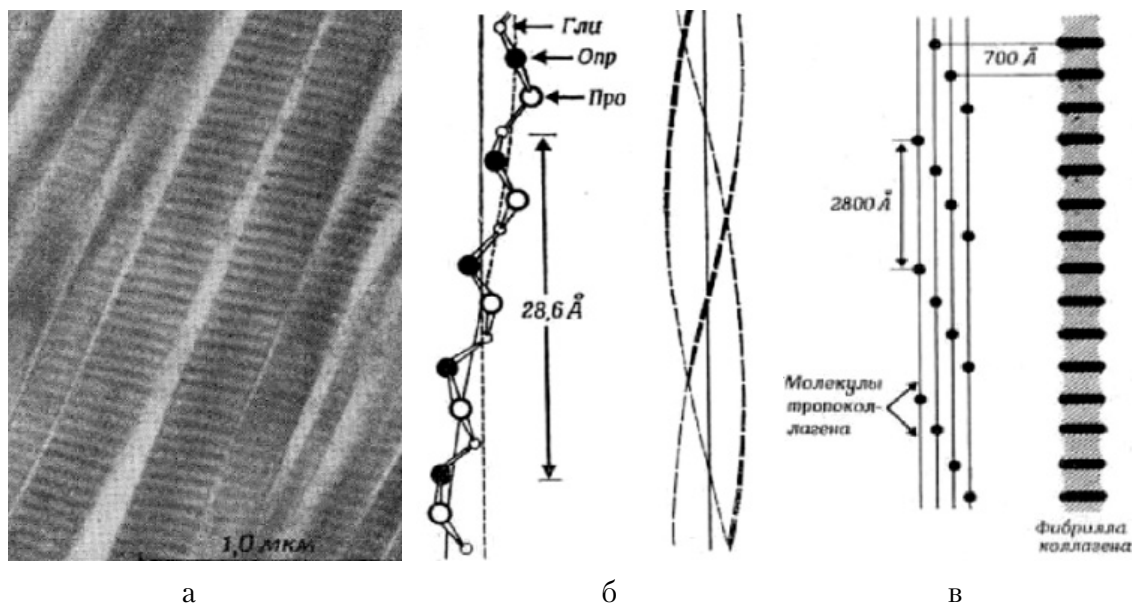 1,0 мкм
Гли
Опр
Про
28,6 Å
700 Å
2800 Å
Молекулы
тропокол-
лагена
Фибрилла
коллагена
а
б
в